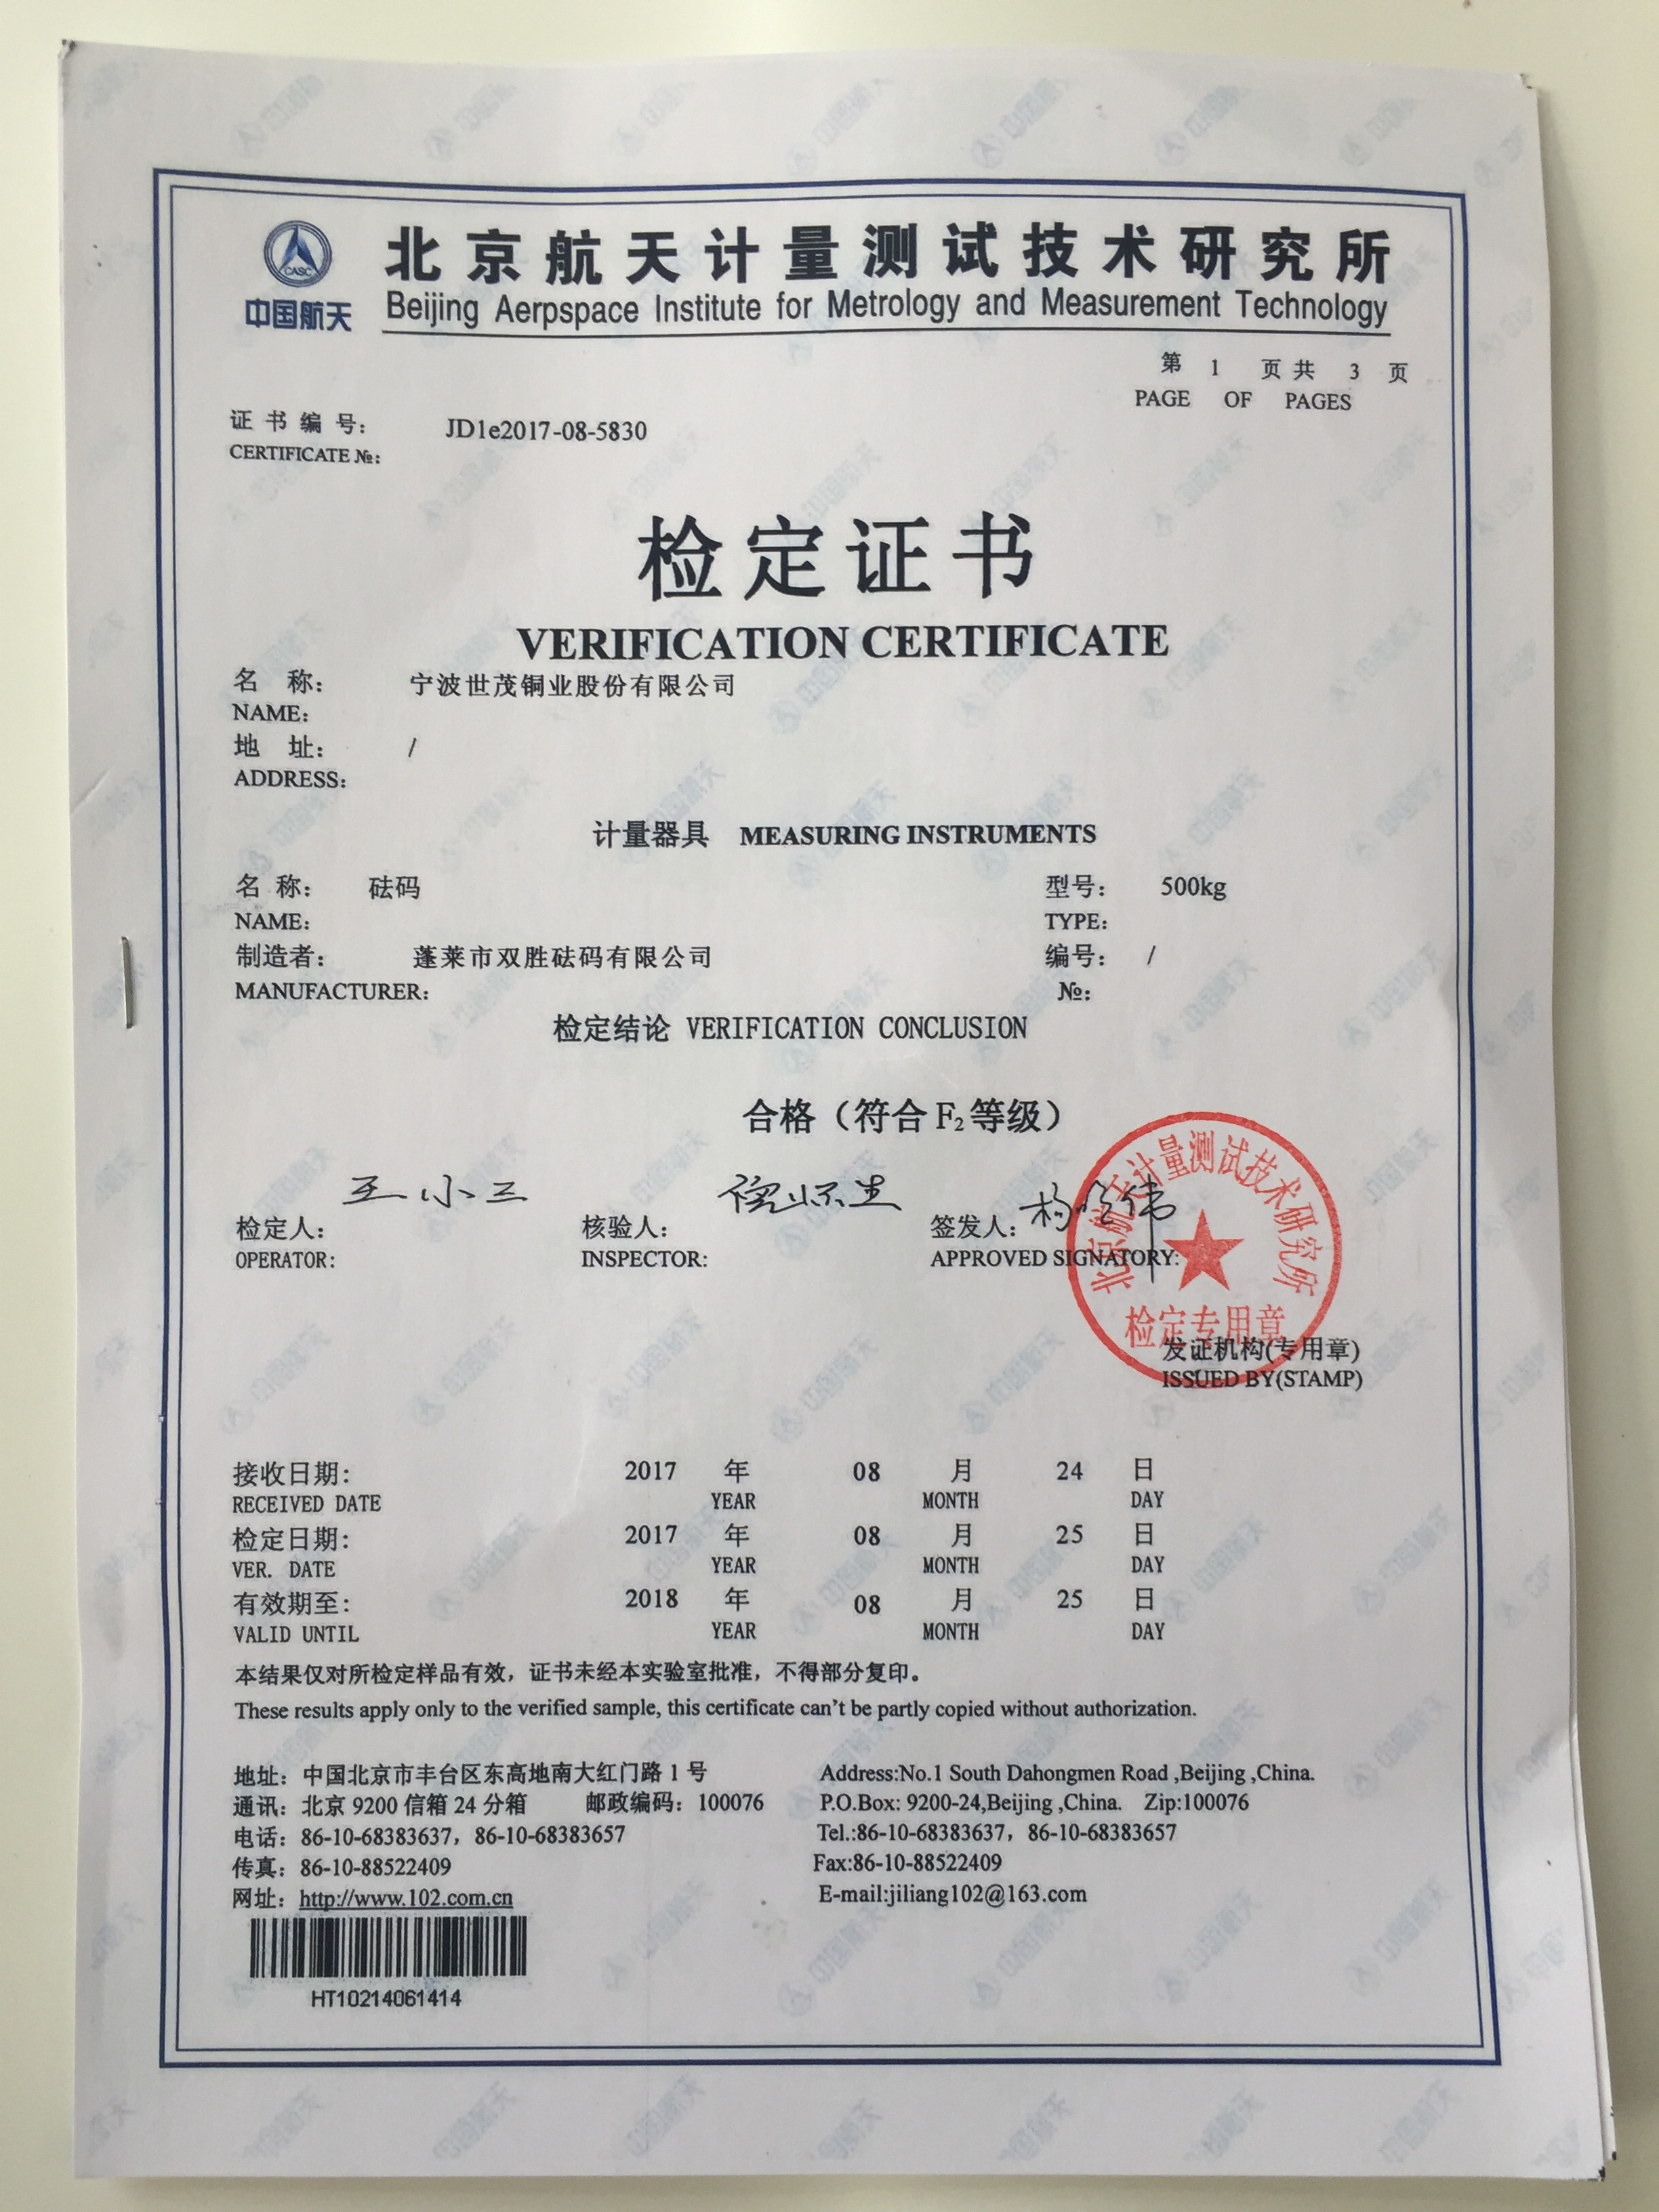 CASC
中国航天
北京航天计量测试技术研究所
Beijing Aerpspace Institute for Metrology and Measurement Technology
第 1 页 共 3 页
PAGE OF PAGES
证书编号: JD1e2017-08-5830
CERTIFICATE №:
检定证书
VERIFICATION CERTIFICATE
名 称: 宁波世茂铜业股份有限公司
NAME:
地 址: /
ADDRESS:
计量器具 MEASURING INSTRUMENTS
名 称: 砝码 型号: 500kg
NAME: TYPE:
制造者: 蓬莱市双胜砝码有限公司 编号: /
MANUFACTURER: №:
检定结论 VERIFICATION CONCLUSION
合格（符合 F₂ 等级）
王小三
检定人: 核验人: 签发人:
OPERATOR: INSPECTOR: APPROVED SIGNATORY:
北京航天计量测试技术研究所
检定专用章
发证机构(专用章)
ISSUED BY(STAMP)
接收日期: 2017 年 08 月 24 日
RECEIVED DATE YEAR MONTH DAY
检定日期: 2017 年 08 月 25 日
VER. DATE YEAR MONTH DAY
有效期至: 2018 年 08 月 25 日
VALID UNTIL YEAR MONTH DAY
本结果仅对所检定样品有效，证书未经本实验室批准，不得部分复印。
These results apply only to the verified sample, this certificate can't be partly copied without authorization.
地址：中国北京市丰台区东高地南大红门路 1 号 Address:No.1 South Dahongmen Road ,Beijing ,China.
通讯：北京 9200 信箱 24 分箱 邮政编码：100076 P.O.Box: 9200-24,Beijing ,China. Zip:100076
电话：86-10-68383637，86-10-68383657 Tel.:86-10-68383637，86-10-68383657
传真：86-10-88522409 Fax:86-10-88522409
网址：http://www.102.com.cn E-mail:jiliang102@163.com
HT10214061414